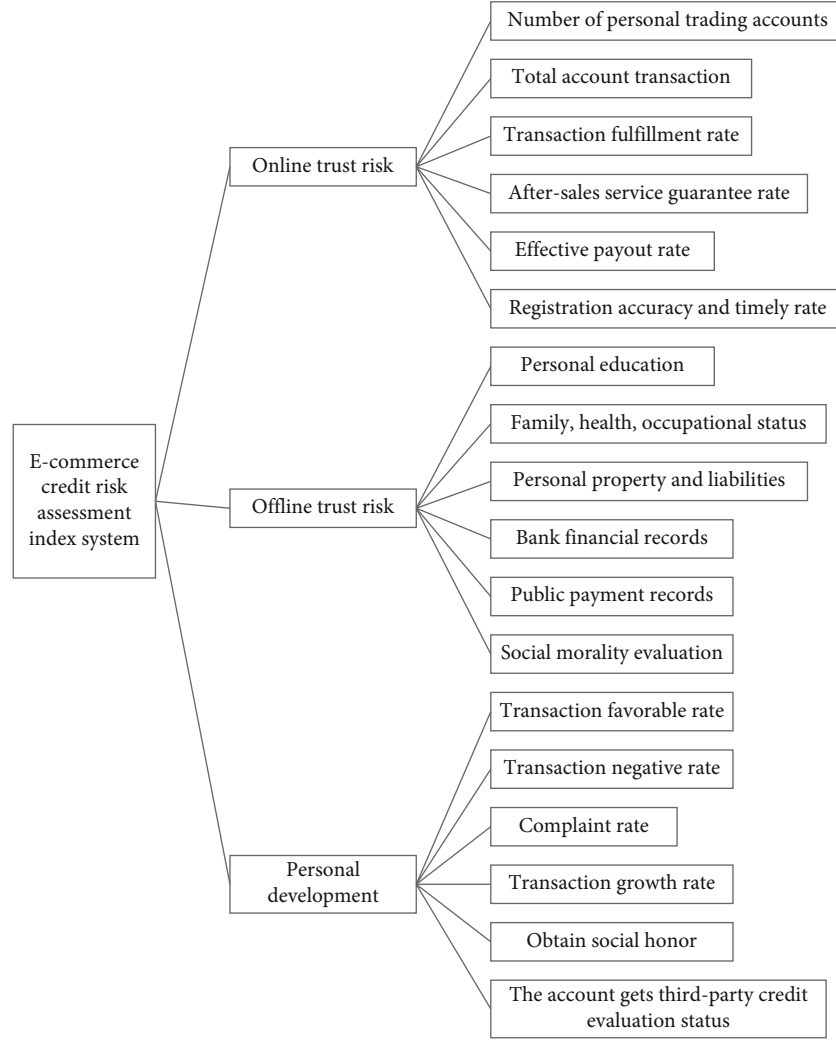 E-commerce
credit risk
assessment
index system
Online trust risk
Number of personal trading accounts
Total account transaction
Transaction fulfillment rate
After-sales service guarantee rate
Effective payout rate
Registration accuracy and timely rate
Offline trust risk
Personal education
Family, health, occupational status
Personal property and liabilities
Bank financial records
Public payment records
Social morality evaluation
Personal
development
Transaction favorable rate
Transaction negative rate
Complaint rate
Transaction growth rate
Obtain social honor
The account gets third-party credit
evaluation status